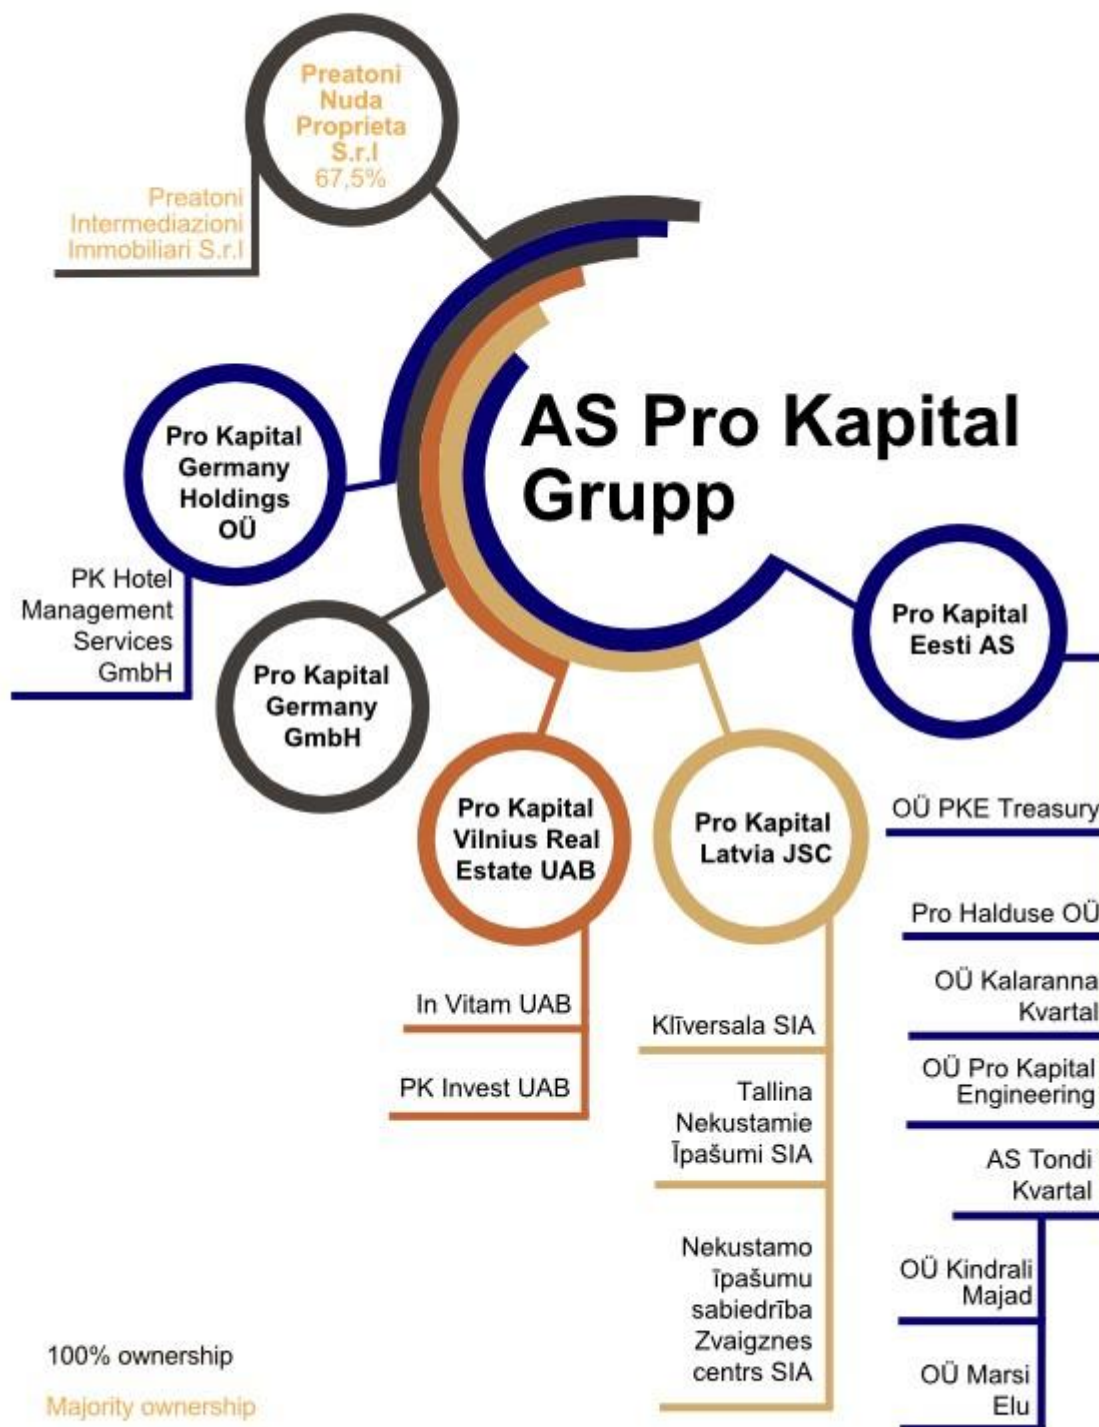 Preatoni
Nuda
Proprieta
S.r.l
67,5%
Preatoni
Intermediazioni
Immobiliari S.r.l
AS Pro Kapital
Grupp
Pro Kapital
Germany
Holdings
OÜ
PK Hotel
Management
Services
GmbH
Pro Kapital
Germany
GmbH
Pro Kapital
Vilnius Real
Estate UAB
In Vitam UAB
PK Invest UAB
Pro Kapital
Latvia JSC
Klīversala SIA
Tallina
Nekustamie
Īpašumi SIA
Nekustamo
īpašumu
sabiedrība
Zvaigznes
centrs SIA
Pro Kapital
Eesti AS
OÜ PKE Treasury
Pro Halduse OÜ
OÜ Kalaranna
Kvartal
OÜ Pro Kapital
Engineering
AS Tondi
Kvartal
OÜ Kindrali
Majad
OÜ Marsi
Elu
100% ownership
Majority ownership